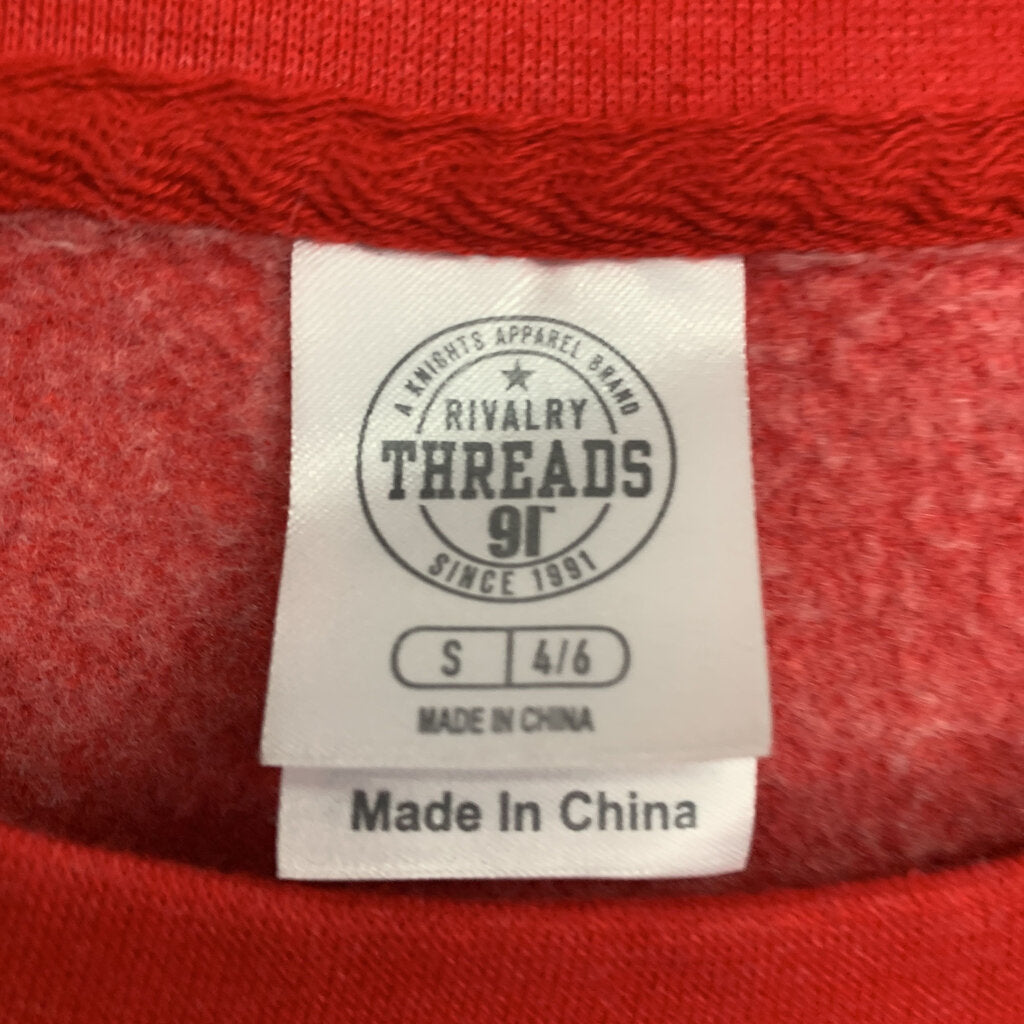 A KNIGHTS APPAREL BRAND
RIVALRY
THREADS
91
SINCE 1991
S 4/6
MADE IN CHINA
Made In China